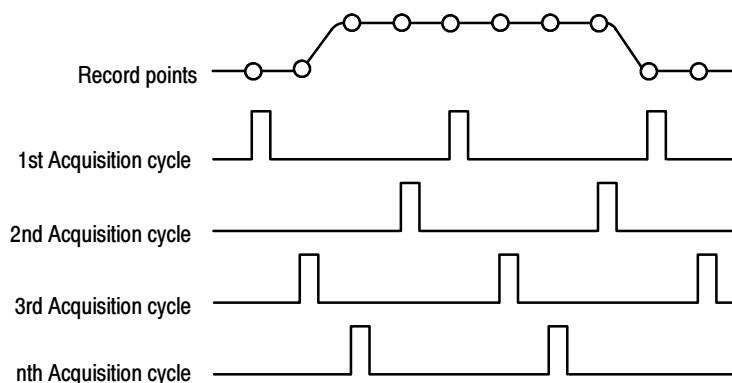 Record points
1st Acquisition cycle
2nd Acquisition cycle
3rd Acquisition cycle
nth Acquisition cycle